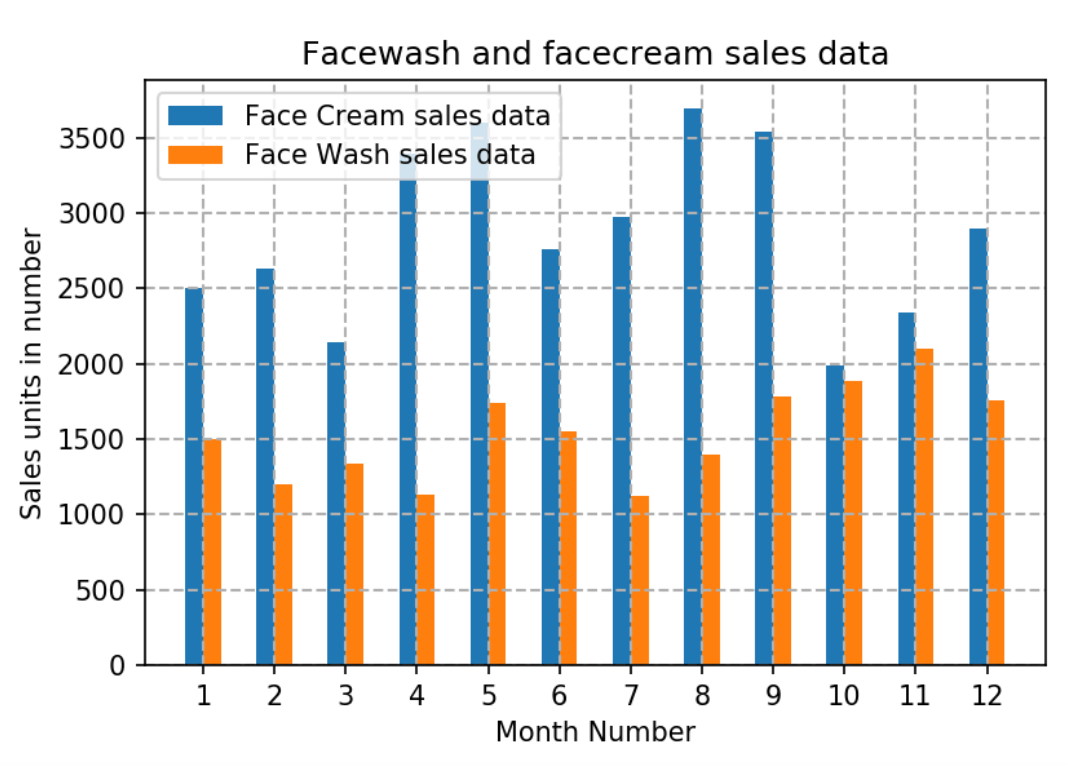 Facewash and facecream sales data
Face Cream sales data
Face Wash sales data
3500
3000
2500
2000
1500
1000
500
0
Sales units in number
1 2 3 4 5 6 7 8 9 10 11 12
Month Number